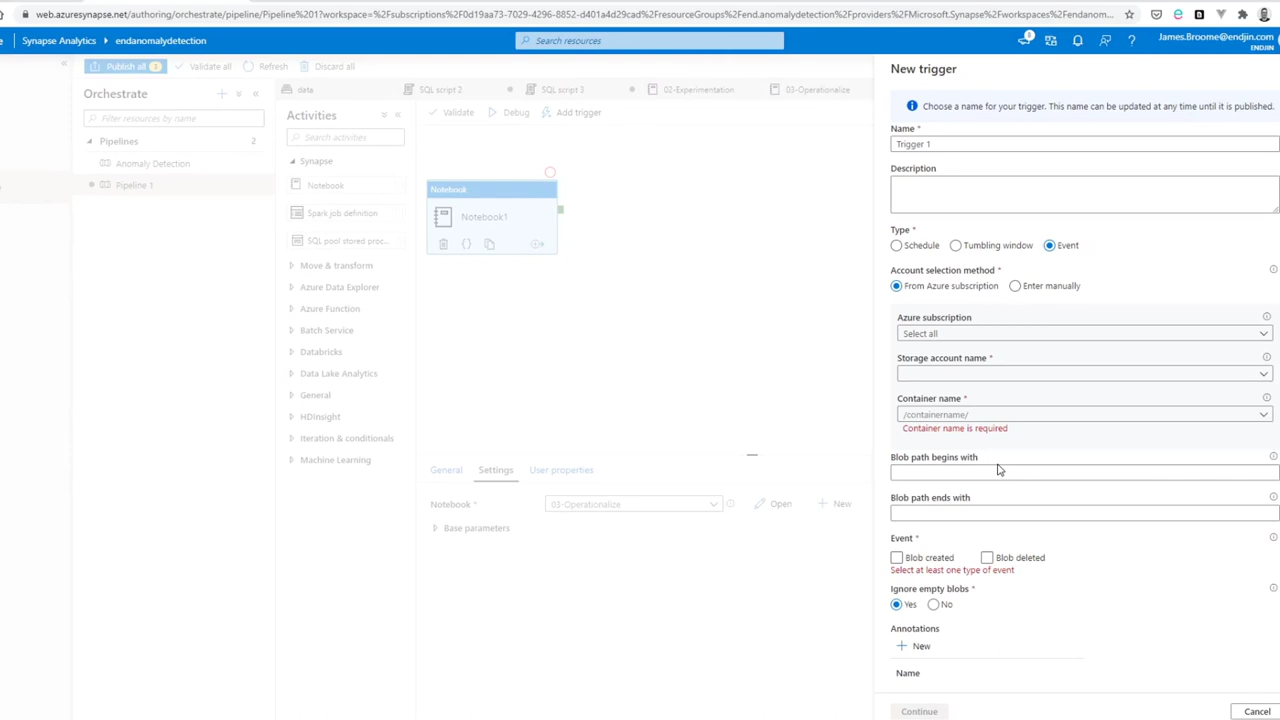 web.azuresynapse.net/authoring/orchestrate/pipeline/Pipeline%201?workspace=%2Fsubscriptions%2F0d19aa73-7029-4296-8852-d401a4d29cad%2FresourceGroups%2Fend.anomalydetection%2Fproviders%2FMicrosoft.Synapse%2Fworkspaces%2Fendanom...
Synapse Analytics
endanomalydetection
Search resources
James.Broome@endjin.com
ENDJIN
Publish all 3
Validate all
Refresh
Discard all
Orchestrate
Filter resources by name
Pipelines 2
Anomaly Detection
Pipeline 1
data
SQL script 2
SQL script 3
02-Experimentation
03-Operationalize
Activities
Search activities
Synapse
Notebook
Spark job definition
SQL pool stored proc...
Move & transform
Azure Data Explorer
Azure Function
Batch Service
Databricks
Data Lake Analytics
General
HDInsight
Iteration & conditionals
Machine Learning
Validate
Debug
Add trigger
Notebook
Notebook1
General
Settings
User properties
Notebook *
03-Operationalize
Open
New
Base parameters
New trigger
Choose a name for your trigger. This name can be updated at any time until it is published.
Name *
Trigger 1
Description
Type *
Schedule
Tumbling window
Event
Account selection method *
From Azure subscription
Enter manually
Azure subscription
Select all
Storage account name *
Container name *
/containername/
Container name is required
Blob path begins with
Blob path ends with
Event *
Blob created
Blob deleted
Select at least one type of event
Ignore empty blobs *
Yes
No
Annotations
New
Name
Continue
Cancel